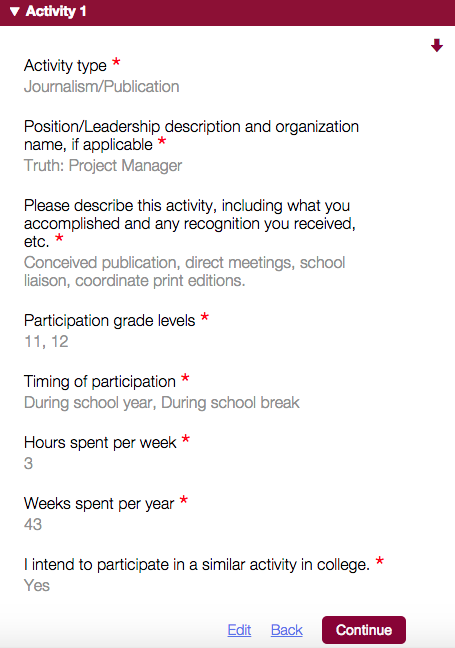 ▼ Activity 1
Activity type *
Journalism/Publication
Position/Leadership description and organization
name, if applicable *
Truth: Project Manager
Please describe this activity, including what you
accomplished and any recognition you received,
etc. *
Conceived publication, direct meetings, school
liaison, coordinate print editions.
Participation grade levels *
11, 12
Timing of participation *
During school year, During school break
Hours spent per week *
3
Weeks spent per year *
43
I intend to participate in a similar activity in college. *
Yes
Edit Back Continue